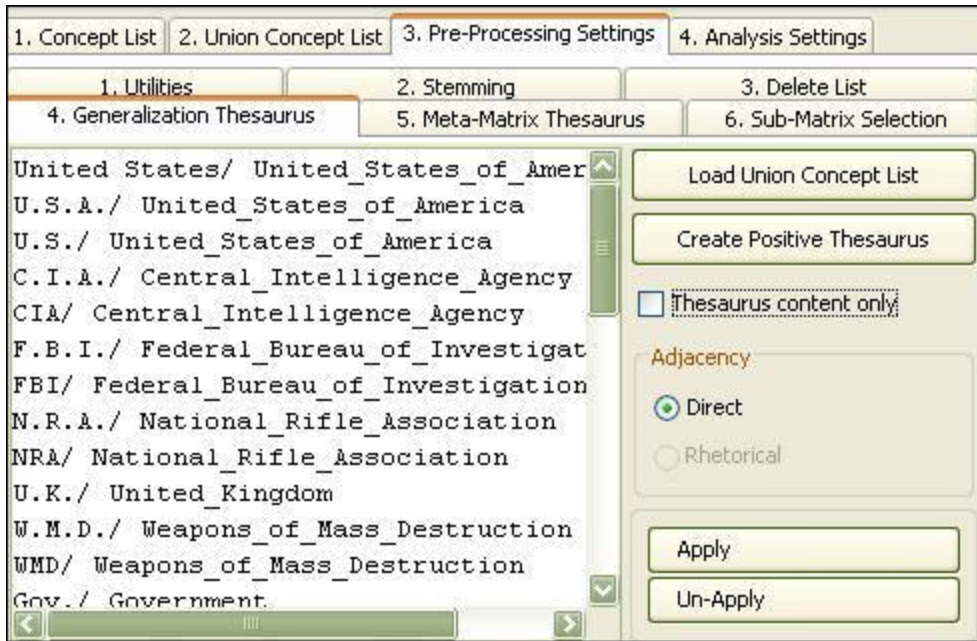 1. Concept List 2. Union Concept List 3. Pre-Processing Settings 4. Analysis Settings
1. Utilities 2. Stemming 3. Delete List
4. Generalization Thesaurus 5. Meta-Matrix Thesaurus 6. Sub-Matrix Selection
United States/ United_States_of_Amer
U.S.A./ United_States_of_America
U.S./ United_States_of_America
C.I.A./ Central_Intelligence_Agency
CIA/ Central_Intelligence_Agency
F.B.I./ Federal_Bureau_of_Investigat
FBI/ Federal_Bureau_of_Investigation
N.R.A./ National_Rifle_Association
NRA/ National_Rifle_Association
U.K./ United_Kingdom
W.M.D./ Weapons_of_Mass_Destruction
WMD/ Weapons_of_Mass_Destruction
Gov./ Government
Load Union Concept List
Create Positive Thesaurus
Thesaurus content only
Adjacency
Direct
Rhetorical
Apply
Un-Apply